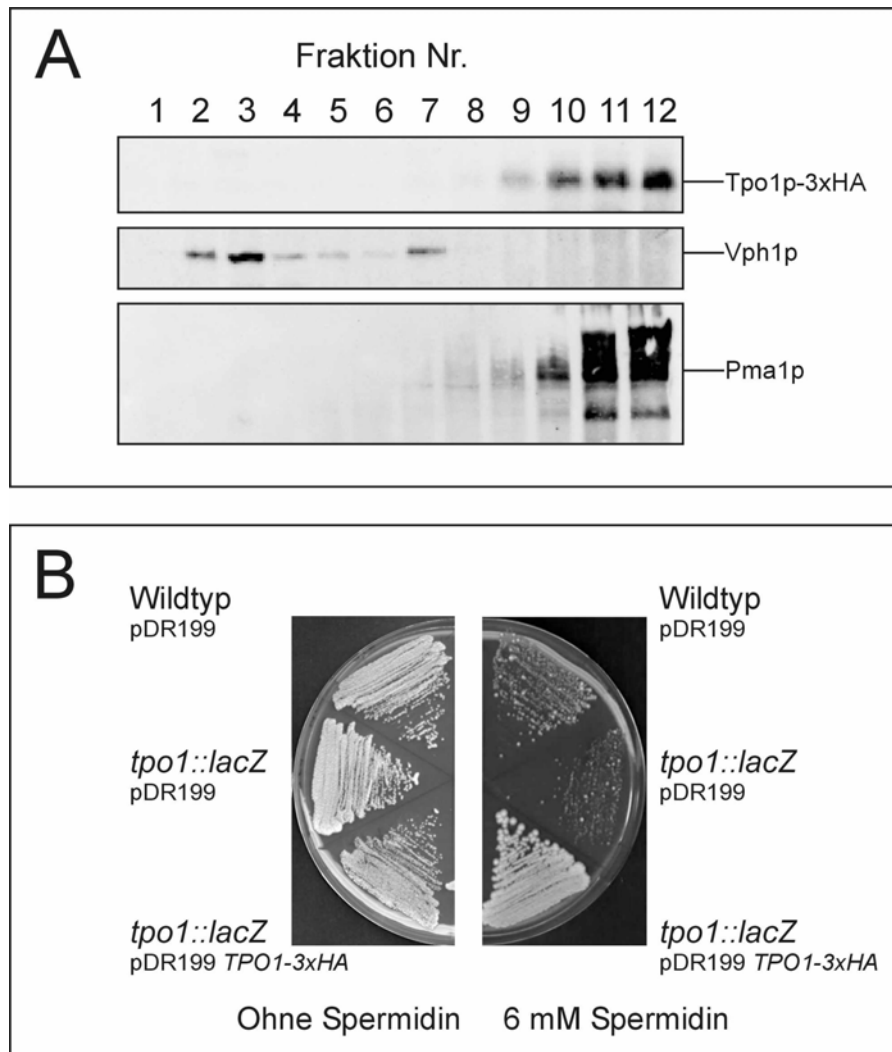 A
Fraktion Nr.
1 2 3 4 5 6 7 8 9 10 11 12
Tpo1p-3xHA
Vph1p
Pma1p
B
Wildtyp
pDR199
tpo1::lacZ
pDR199
tpo1::lacZ
pDR199 TPO1-3xHA
Wildtyp
pDR199
tpo1::lacZ
pDR199
tpo1::lacZ
pDR199 TPO1-3xHA
Ohne Spermidin
6 mM Spermidin